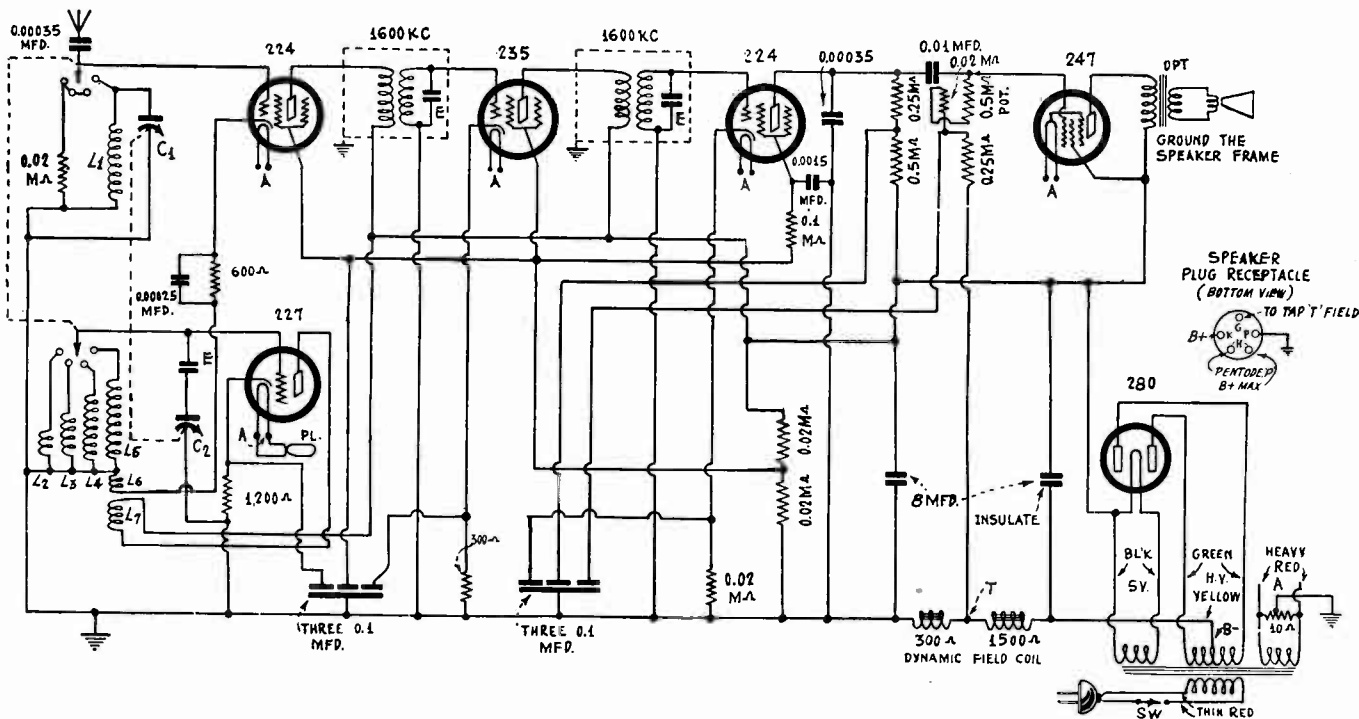 0.00035
MFD.
224
1600KC
235
1600KC
224
0.00035
0.01 MFD.
0.02 MΩ
247
OPT
E
E
0.25MΩ
0.5MΩ
POT.
GROUND THE
SPEAKER FRAME
C1
L1
0.02
MΩ
A
A
A
A
0.0015
MFD.
0.5MΩ
0.25MΩ
0.1
MΩ
600Ω
0.00025
MFD.
227
SPEAKER
PLUG RECEPTACLE
(BOTTOM VIEW)
TO TAP 'T' FIELD
B+
K
G
P
H
PENTODE P
B+ MAX
E
C2
A
PL.
280
L2
L3
L4
L5
L6
L7
1,200Ω
0.02MΩ
0.02MΩ
8 MFD.
INSULATE
300Ω
0.02
MΩ
BL'K
5V.
GREEN
H.V.
YELLOW
HEAVY
RED
A
10Ω
B-
THREE 0.1
MFD.
THREE 0.1
MFD.
T
300Ω
1500Ω
DYNAMIC FIELD COIL
SW
THIN RED